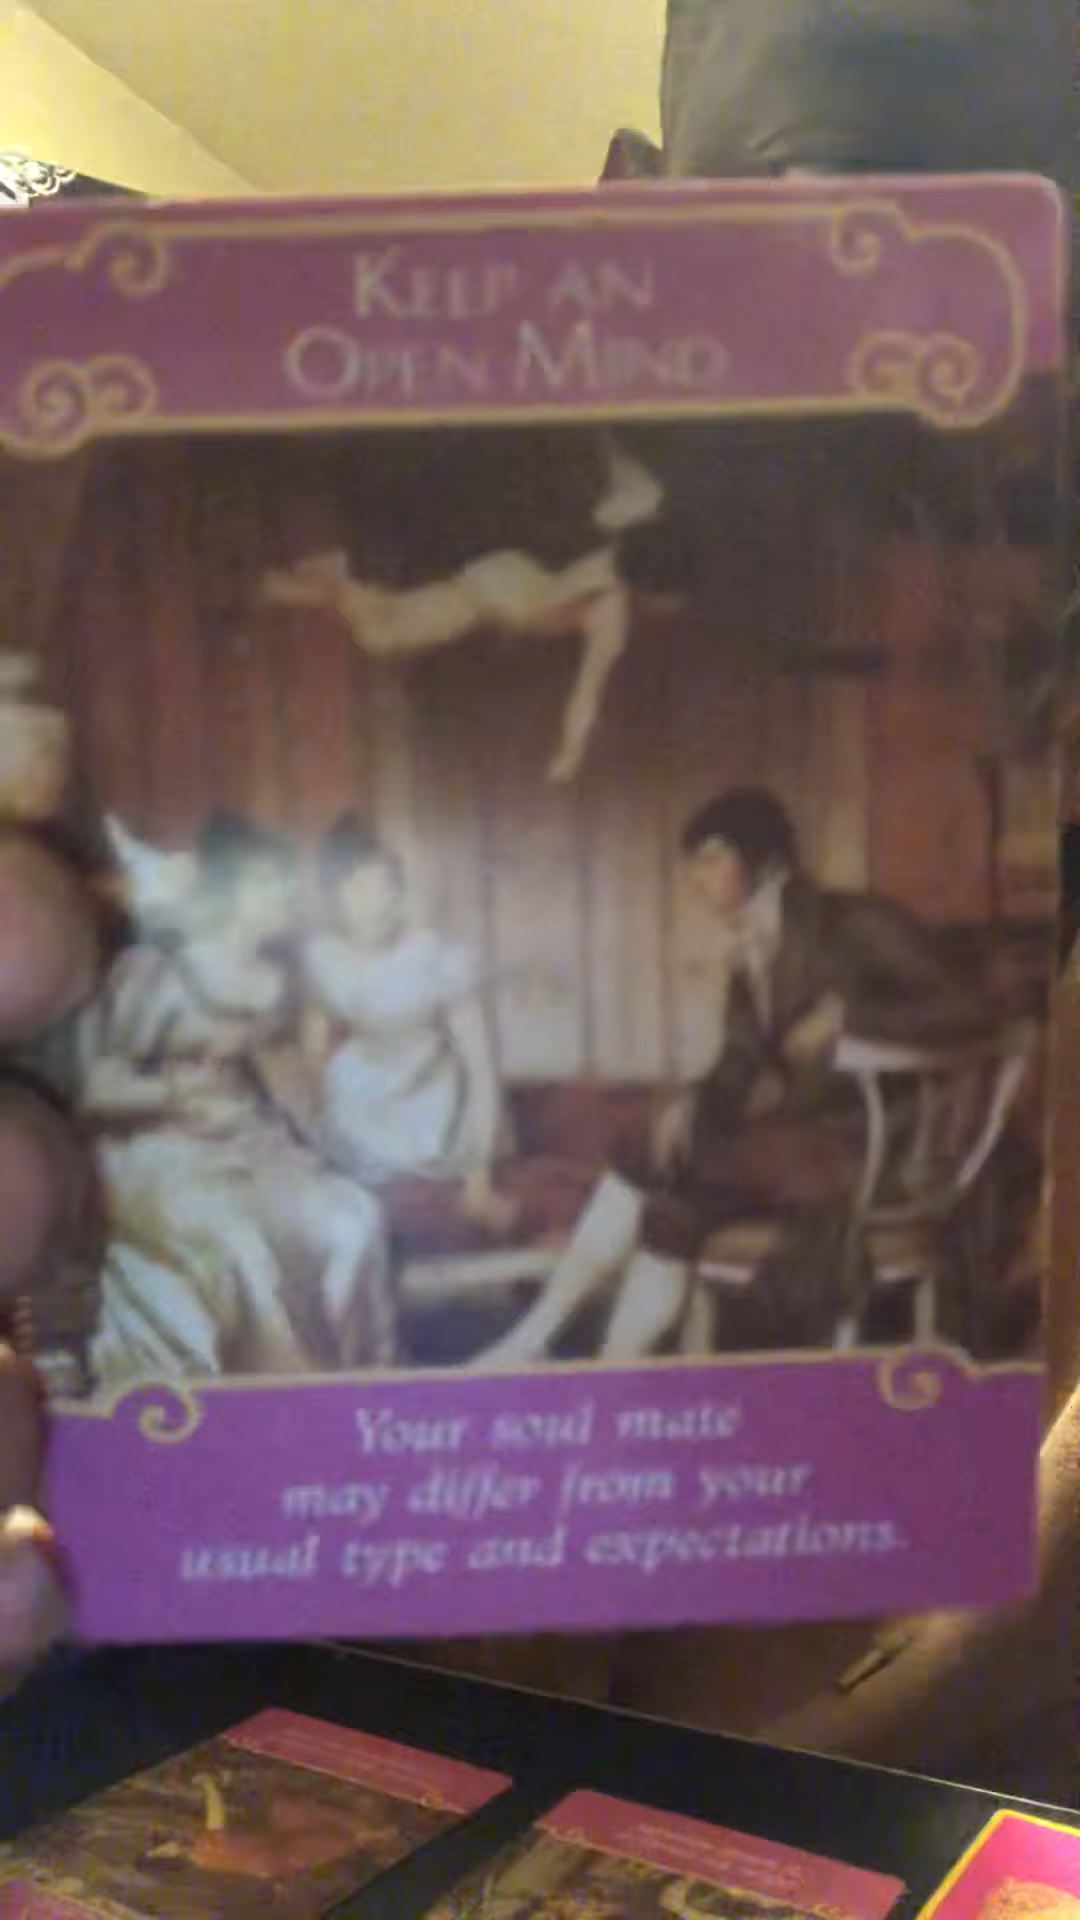 KEEP AN
OPEN MIND
Your soul mate
may differ from your
usual type and expectations.